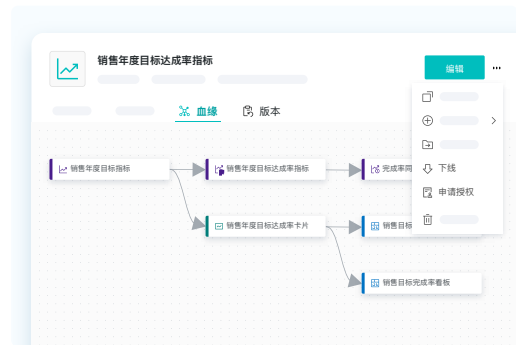 销售年度目标达成率指标
编辑
血缘
版本
下线
申请授权
销售年度目标指标
销售年度目标达成率指标
完成率同
销售年度目标达成率卡片
销售目标
销售目标完成率看板